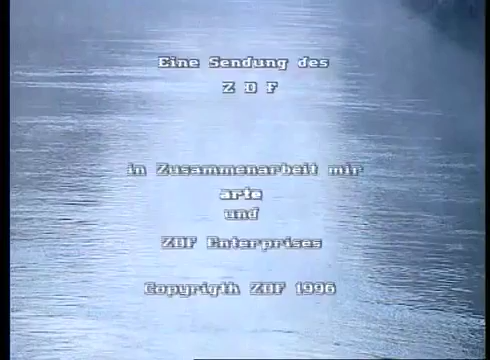 Eine Sendung des
Z D F
in Zusammenarbeit mir
arte
und
ZDF Enterprises
Copyrigth ZDF 1996